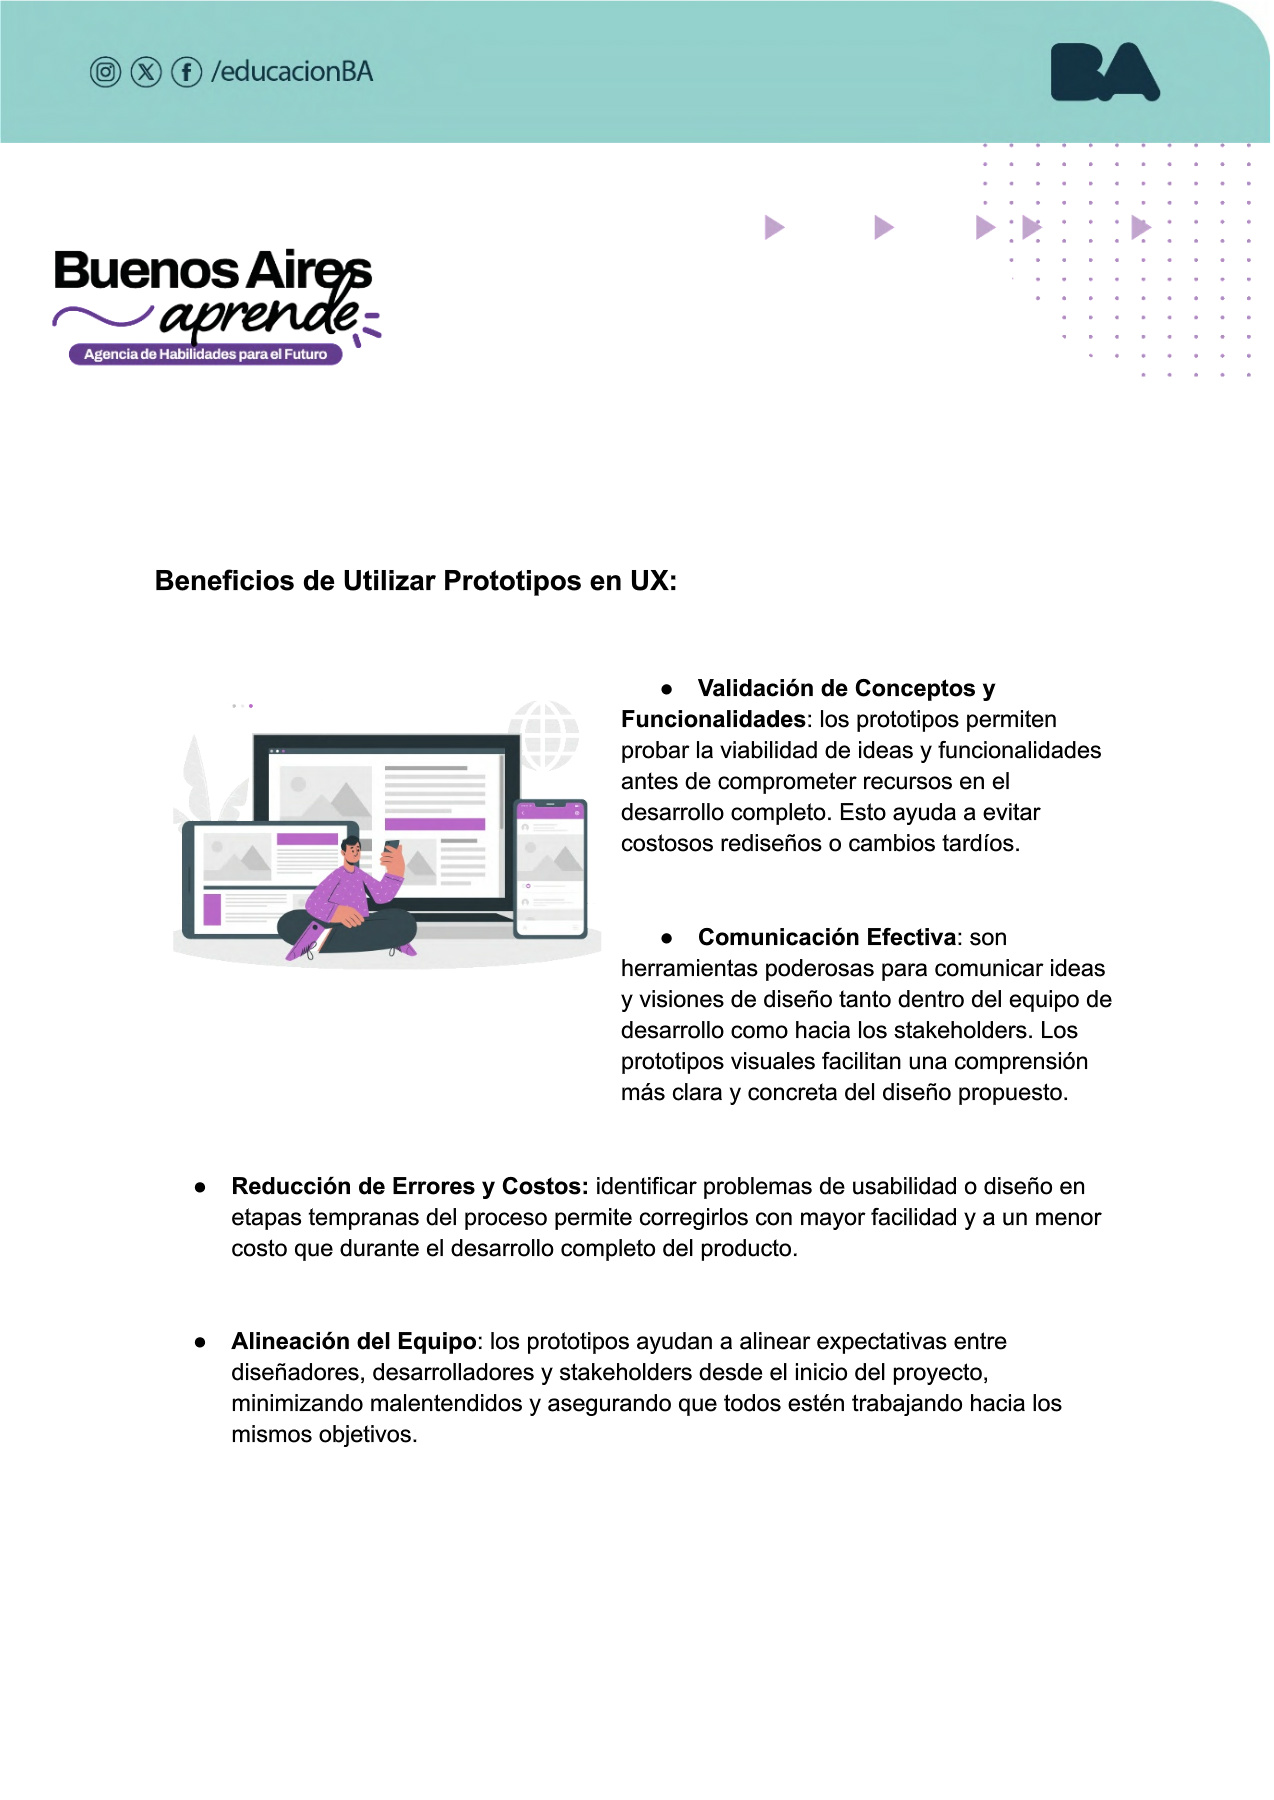 /educacionBA
BA
Buenos Aires
aprende
Agencia de Habilidades para el Futuro
Beneficios de Utilizar Prototipos en UX:
● Validación de Conceptos y
Funcionalidades: los prototipos permiten
probar la viabilidad de ideas y funcionalidades
antes de comprometer recursos en el
desarrollo completo. Esto ayuda a evitar
costosos rediseños o cambios tardíos.
● Comunicación Efectiva: son
herramientas poderosas para comunicar ideas
y visiones de diseño tanto dentro del equipo de
desarrollo como hacia los stakeholders. Los
prototipos visuales facilitan una comprensión
más clara y concreta del diseño propuesto.
● Reducción de Errores y Costos: identificar problemas de usabilidad o diseño en
etapas tempranas del proceso permite corregirlos con mayor facilidad y a un menor
costo que durante el desarrollo completo del producto.
● Alineación del Equipo: los prototipos ayudan a alinear expectativas entre
diseñadores, desarrolladores y stakeholders desde el inicio del proyecto,
minimizando malentendidos y asegurando que todos estén trabajando hacia los
mismos objetivos.